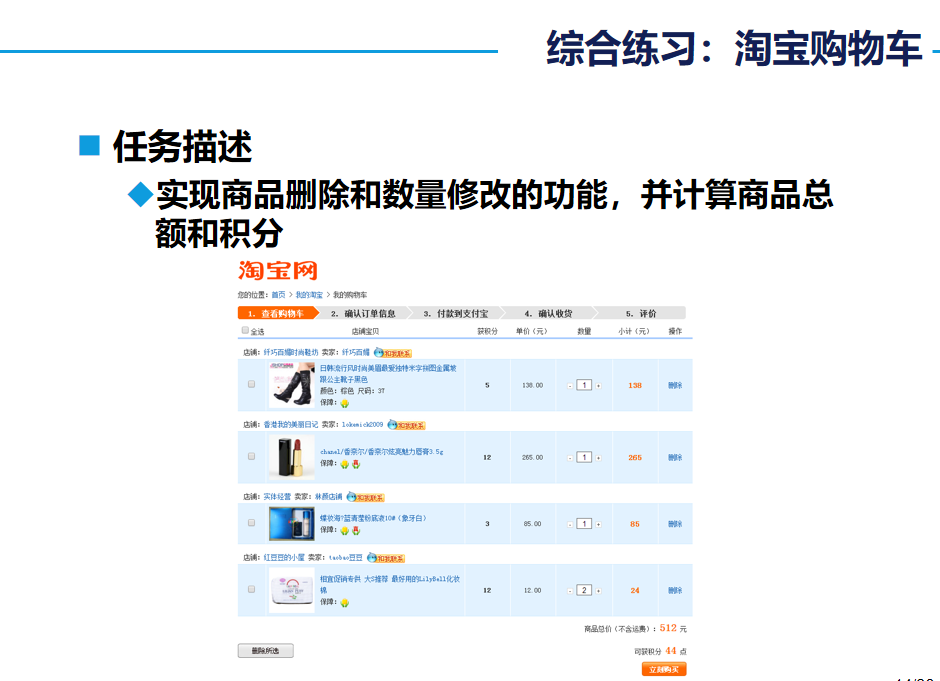 综合练习：淘宝购物车
任务描述
实现商品删除和数量修改的功能，并计算商品总
额和积分
淘宝网
您的位置：首页 > 我的淘宝 > 我的购物车
1. 查看购物车 2. 确认订单信息 3. 付款到支付宝 4. 确认收货 5. 评价
全选 店铺宝贝 获积分 单价（元） 数量 小计（元） 操作
店铺：纤巧百媚时尚鞋坊 卖家：纤巧百媚 和我联系
日韩流行风时尚美眉最爱独特米字拼图金属坡
跟公主靴子黑色
颜色：棕色 尺码：37
保障：
5 138.00 - 1 + 138 删除
店铺：香港我的美丽日记 卖家：lokemick2009 和我联系
chanel/香奈尔/香奈尔炫亮魅力唇膏3.5g
保障：
12 265.00 - 1 + 265 删除
店铺：实体经营 卖家：林颜店铺 和我联系
蝶妆海?蓝清滢粉底液10#（象牙白）
保障：
3 85.00 - 1 + 85 删除
店铺：红豆豆的小屋 卖家：taobao豆豆 和我联系
相宜促销专供 大S推荐 最好用的LilyBell化妆
棉
保障：
12 12.00 - 2 + 24 删除
商品总价（不含运费）：512 元
删除所选
可获积分 44 点
立刻购买